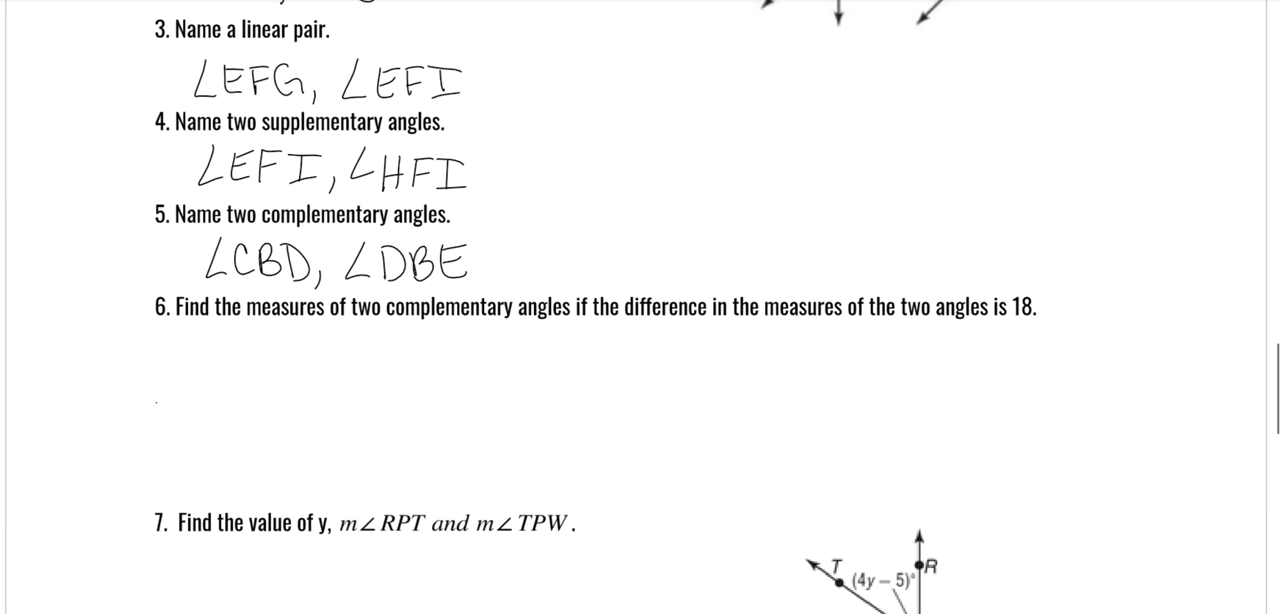 3. Name a linear pair.
∠EFG, ∠EFI
4. Name two supplementary angles.
∠EFI, ∠HFI
5. Name two complementary angles.
∠CBD, ∠DBE
6. Find the measures of two complementary angles if the difference in the measures of the two angles is 18.
7. Find the value of y, m∠RPT and m∠TPW.
T
R
(4y – 5)°